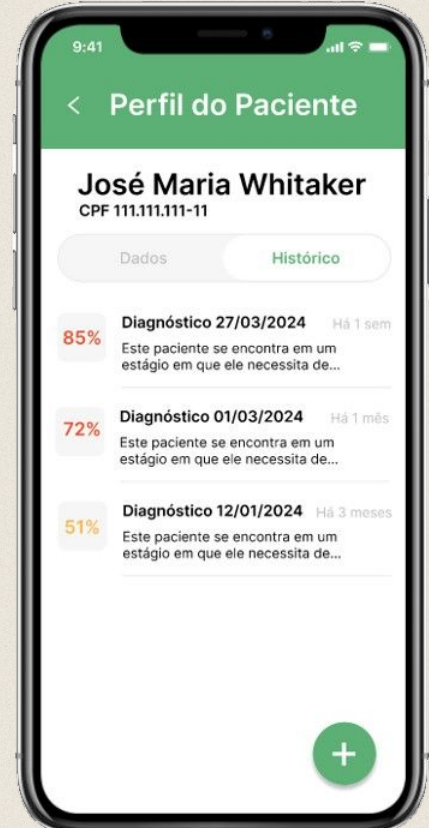 9:41
Perfil do Paciente
José Maria Whitaker
CPF 111.111.111-11
Dados Histórico
85%
Diagnóstico 27/03/2024 Há 1 sem
Este paciente se encontra em um
estágio em que ele necessita de...
72%
Diagnóstico 01/03/2024 Há 1 mês
Este paciente se encontra em um
estágio em que ele necessita de...
51%
Diagnóstico 12/01/2024 Há 3 meses
Este paciente se encontra em um
estágio em que ele necessita de...
+